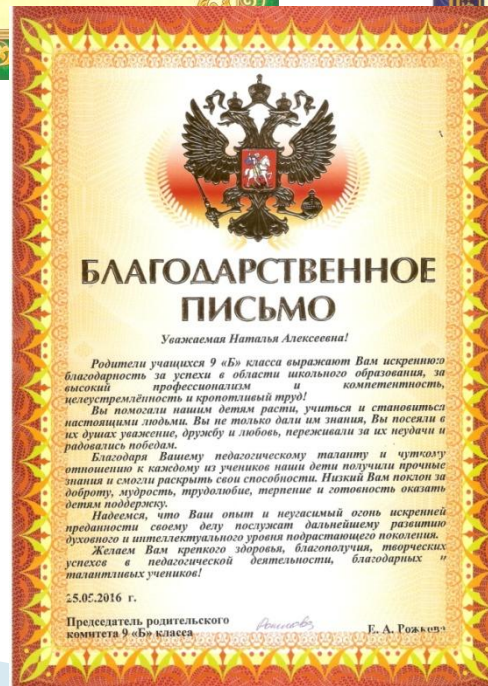 БЛАГОДАРСТВЕННОЕ
ПИСЬМО
Уважаемая Наталья Алексеевна!
Родители учащихся 9 «Б» класса выражают Вам искреннюю
благодарность за успехи в области школьного образования, за
высокий профессионализм и компетентность,
целеустремлённость и кропотливый труд!
Вы помогали нашим детям расти, учиться и становиться
настоящими людьми. Вы не только дали им знания, Вы посеяли в
их душах уважение, дружбу и любовь, переживали за их неудачи и
радовались победам.
Благодаря Вашему педагогическому таланту и чуткому
отношению к каждому из учеников наши дети получили прочные
знания и смогли раскрыть свои способности. Низкий Вам поклон за
доброту, мудрость, трудолюбие, терпение и готовность оказать
детям поддержку.
Надеемся, что Ваш опыт и неугасимый огонь искренней
преданности своему делу послужат дальнейшему развитию
духовного и интеллектуального уровня подрастающего поколения.
Желаем Вам крепкого здоровья, благополучия, творческих
успехов в педагогической деятельности, благодарных и
талантливых учеников!
25.05.2016 г.
Председатель родительского
комитета 9 «Б» класса Е. А. Рожкова